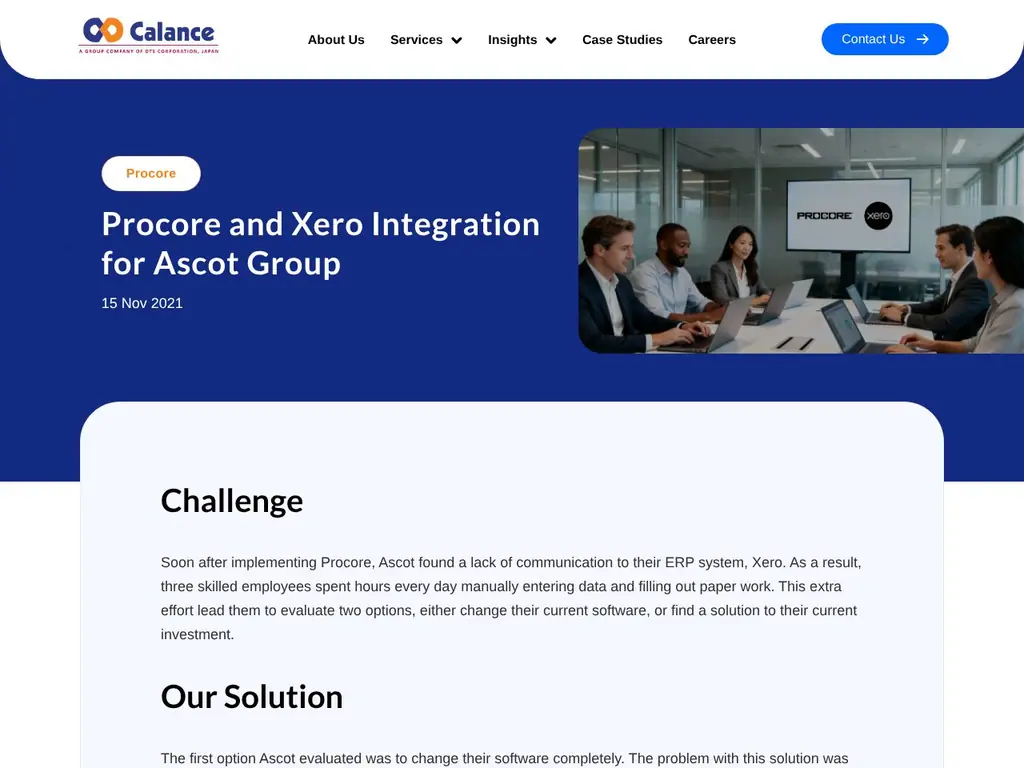 Calance
A GROUP COMPANY OF DTS CORPORATION, JAPAN
About Us
Services
Insights
Case Studies
Careers
Contact Us
Procore
Procore and Xero Integration
for Ascot Group
15 Nov 2021
PROCORE
xero
Challenge
Soon after implementing Procore, Ascot found a lack of communication to their ERP system, Xero. As a result,
three skilled employees spent hours every day manually entering data and filling out paper work. This extra
effort lead them to evaluate two options, either change their current software, or find a solution to their current
investment.
Our Solution
The first option Ascot evaluated was to change their software completely. The problem with this solution was